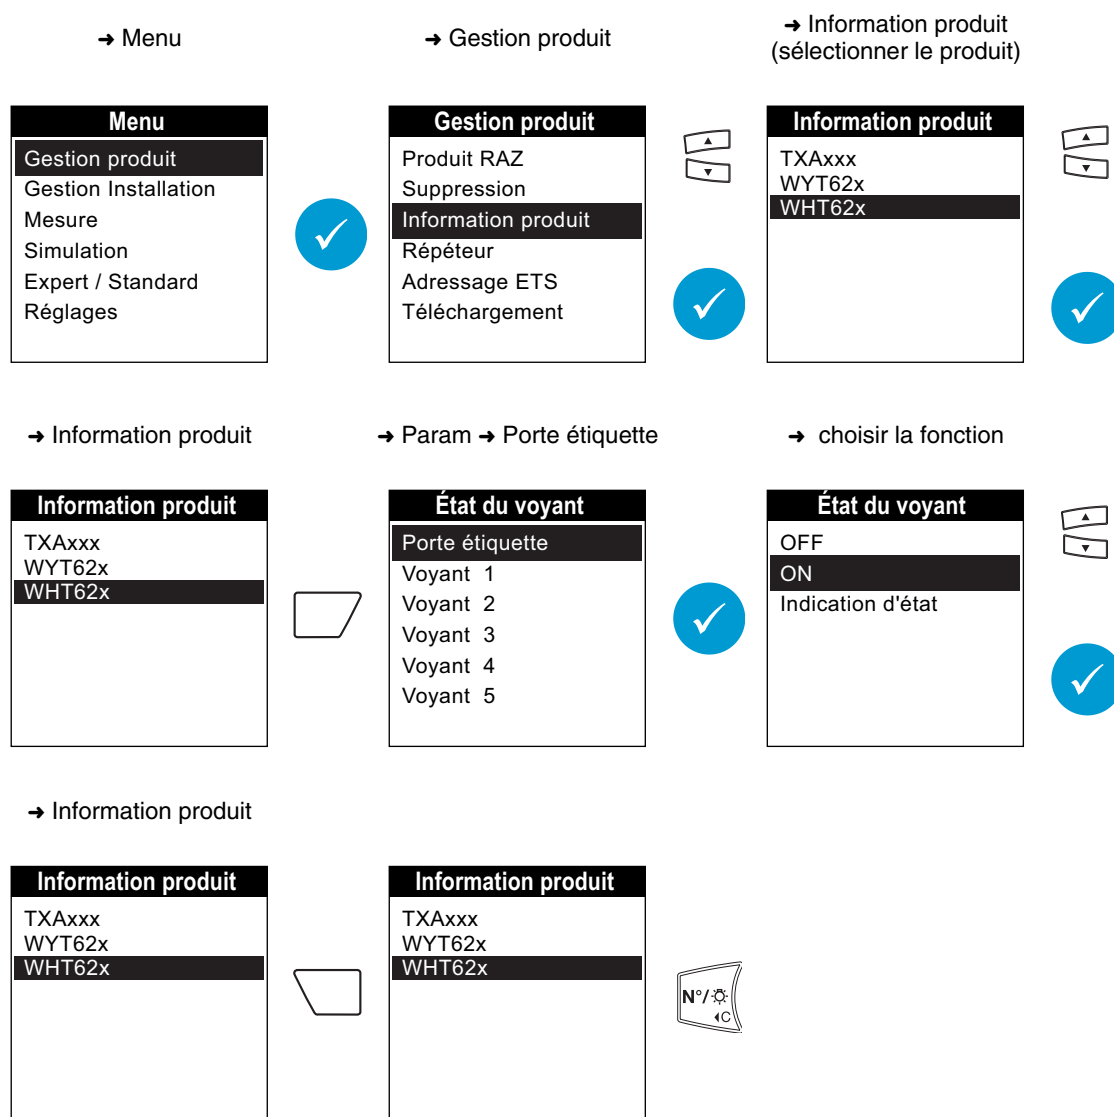 → Menu
→ Gestion produit
→ Information produit
(sélectionner le produit)
Menu
Gestion produit
Gestion Installation
Mesure
Simulation
Expert / Standard
Réglages
Gestion produit
Produit RAZ
Suppression
Information produit
Répéteur
Adressage ETS
Téléchargement
Information produit
TXAxxx
WYT62x
WHT62x
→ Information produit
→ Param → Porte étiquette
→ choisir la fonction
Information produit
TXAxxx
WYT62x
WHT62x
État du voyant
Porte étiquette
Voyant 1
Voyant 2
Voyant 3
Voyant 4
Voyant 5
État du voyant
OFF
ON
Indication d'état
→ Information produit
Information produit
TXAxxx
WYT62x
WHT62x
Information produit
TXAxxx
WYT62x
WHT62x
N°/
C